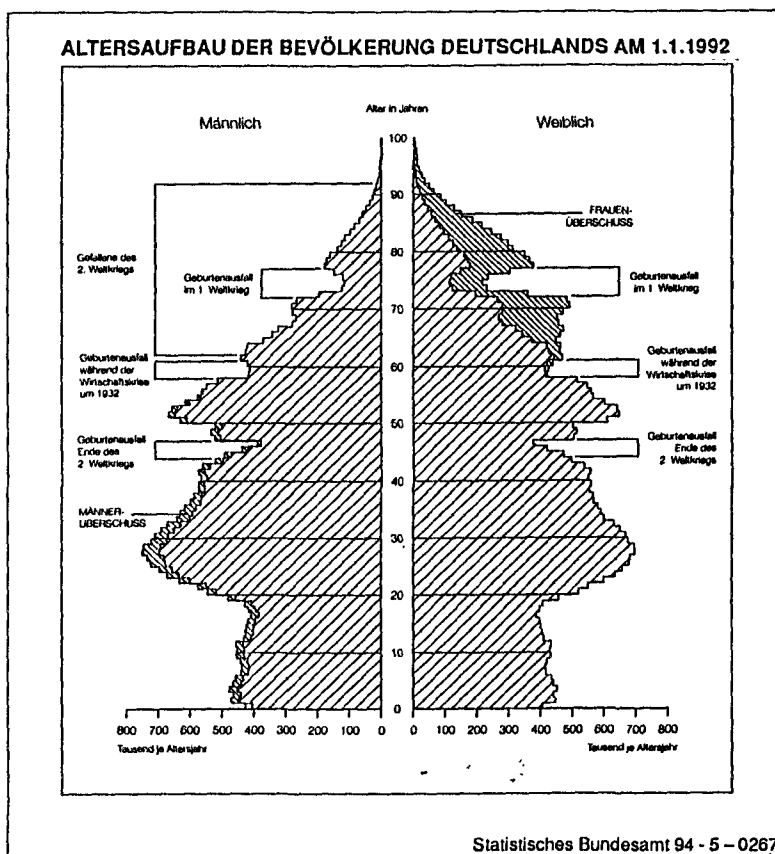 ALTERSAUFBAU DER BEVÖLKERUNG DEUTSCHLANDS AM 1.1.1992
Alter in Jahren
Männlich
Weiblich
100
90
80
70
60
50
40
30
20
10
0
Gefallene des
2. Weltkriegs
Geburtenausfall
im 1. Weltkrieg
Geburtenausfall
während der
Wirtschaftskrise
um 1932
Geburtenausfall
Ende des
2. Weltkriegs
MÄNNER-
ÜBERSCHUSS
FRAUEN-
ÜBERSCHUSS
Geburtenausfall
im 1. Weltkrieg
Geburtenausfall
während der
Wirtschaftskrise
um 1932
Geburtenausfall
Ende des
2. Weltkriegs
800 700 600 500 400 300 200 100 0
0 100 200 300 400 500 600 700 800
Tausend je Altersjahr
Tausend je Altersjahr
Statistisches Bundesamt 94 - 5 – 0267